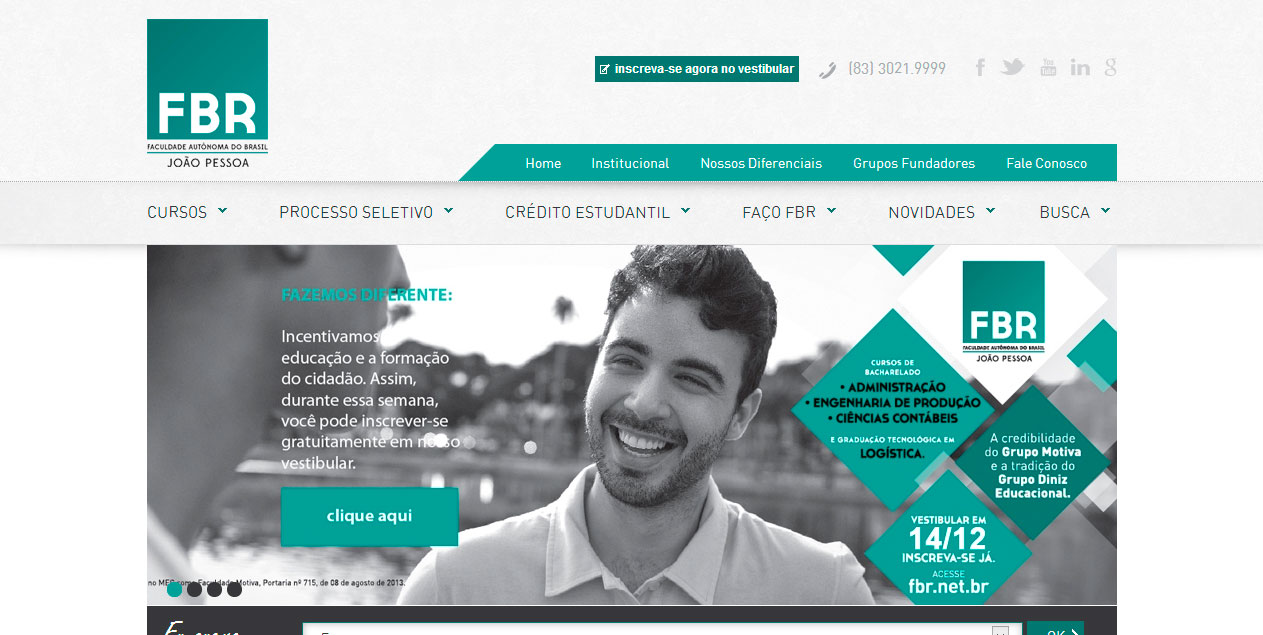 FBR
FACULDADE AUTÔNOMA DO BRASIL
JOÃO PESSOA
inscreva-se agora no vestibular
(83) 3021.9999
Home Institucional Nossos Diferenciais Grupos Fundadores Fale Conosco
CURSOS PROCESSO SELETIVO CRÉDITO ESTUDANTIL FAÇO FBR NOVIDADES BUSCA
FAZEMOS DIFERENTE:
Incentivamos
educação e a formação
do cidadão. Assim,
durante essa semana,
você pode inscrever-se
gratuitamente em nosso
vestibular.
clique aqui
no MEC como Faculdade Motiva, Portaria nº 715, de 08 de agosto de 2013.
FBR
FACULDADE AUTÔNOMA DO BRASIL
JOÃO PESSOA
CURSOS DE
BACHARELADO
• ADMINISTRAÇÃO
• ENGENHARIA DE PRODUÇÃO
• CIÊNCIAS CONTÁBEIS
E GRADUAÇÃO TECNOLÓGICA EM
LOGÍSTICA.
A credibilidade
do Grupo Motiva
e a tradição do
Grupo Diniz
Educacional.
VESTIBULAR EM
14/12
INSCREVA-SE JÁ.
ACESSE
fbr.net.br
OK